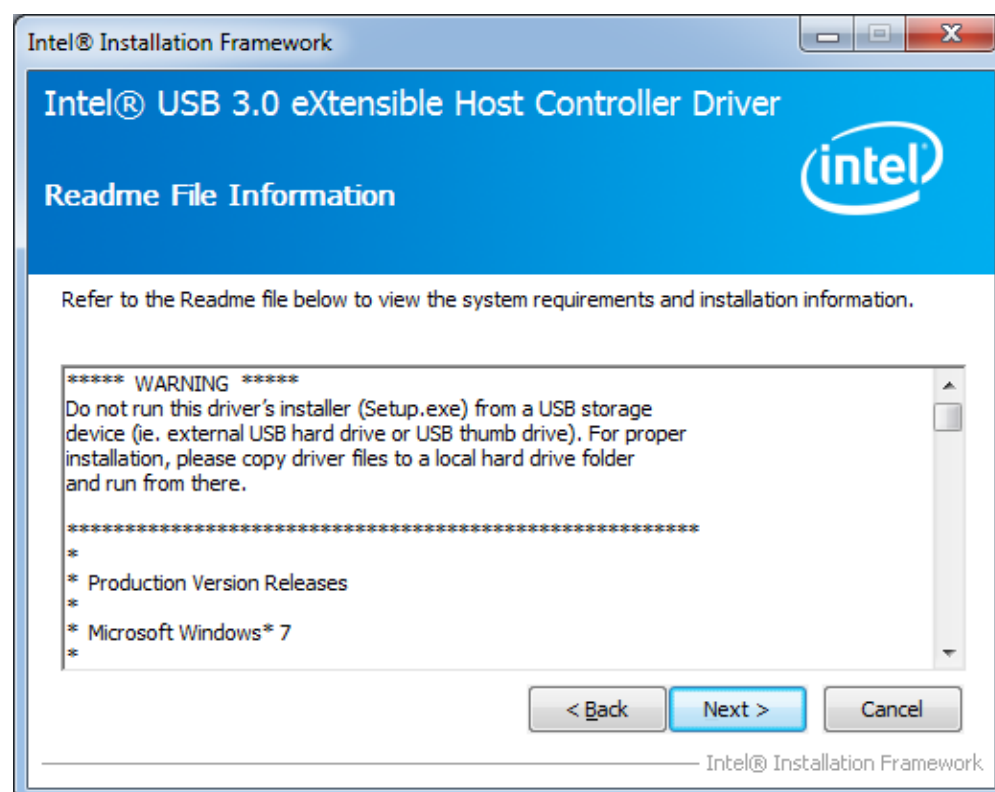 Intel® Installation Framework
Intel® USB 3.0 eXtensible Host Controller Driver
intel
Readme File Information
Refer to the Readme file below to view the system requirements and installation information.
***** WARNING *****
Do not run this driver's installer (Setup.exe) from a USB storage
device (ie. external USB hard drive or USB thumb drive). For proper
installation, please copy driver files to a local hard drive folder
and run from there.
*******************************************************
*
* Production Version Releases
*
* Microsoft Windows* 7
*
< Back Next > Cancel
Intel® Installation Framework